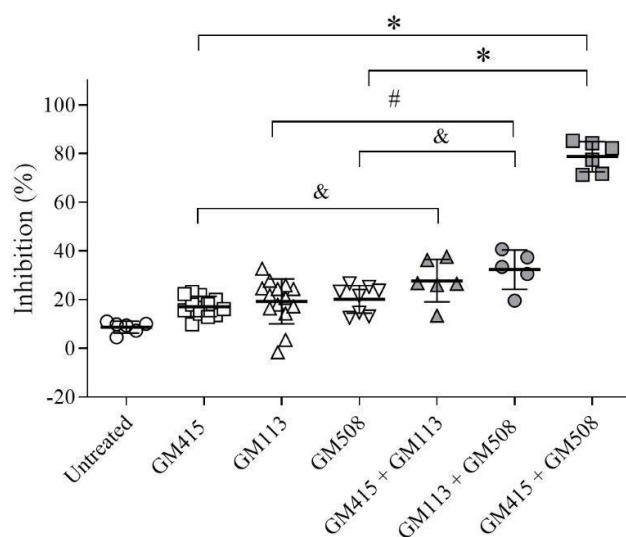 *
*
#
&
&
Inhibition (%)
100
80
60
40
20
0
-20
Untreated
GM415
GM113
GM508
GM415 + GM113
GM113 + GM508
GM415 + GM508